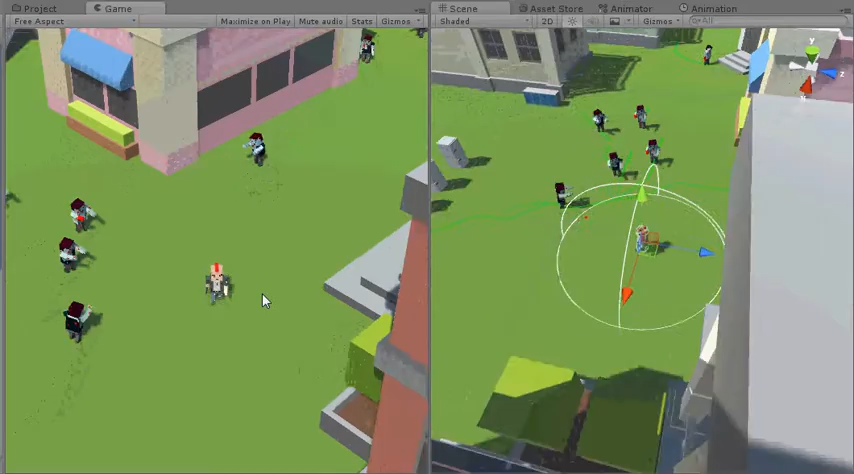 Project Game
Free Aspect Maximize on Play Mute audio Stats Gizmos
Scene Asset Store Animator Animation
Shaded 2D Gizmos All
y
z
x